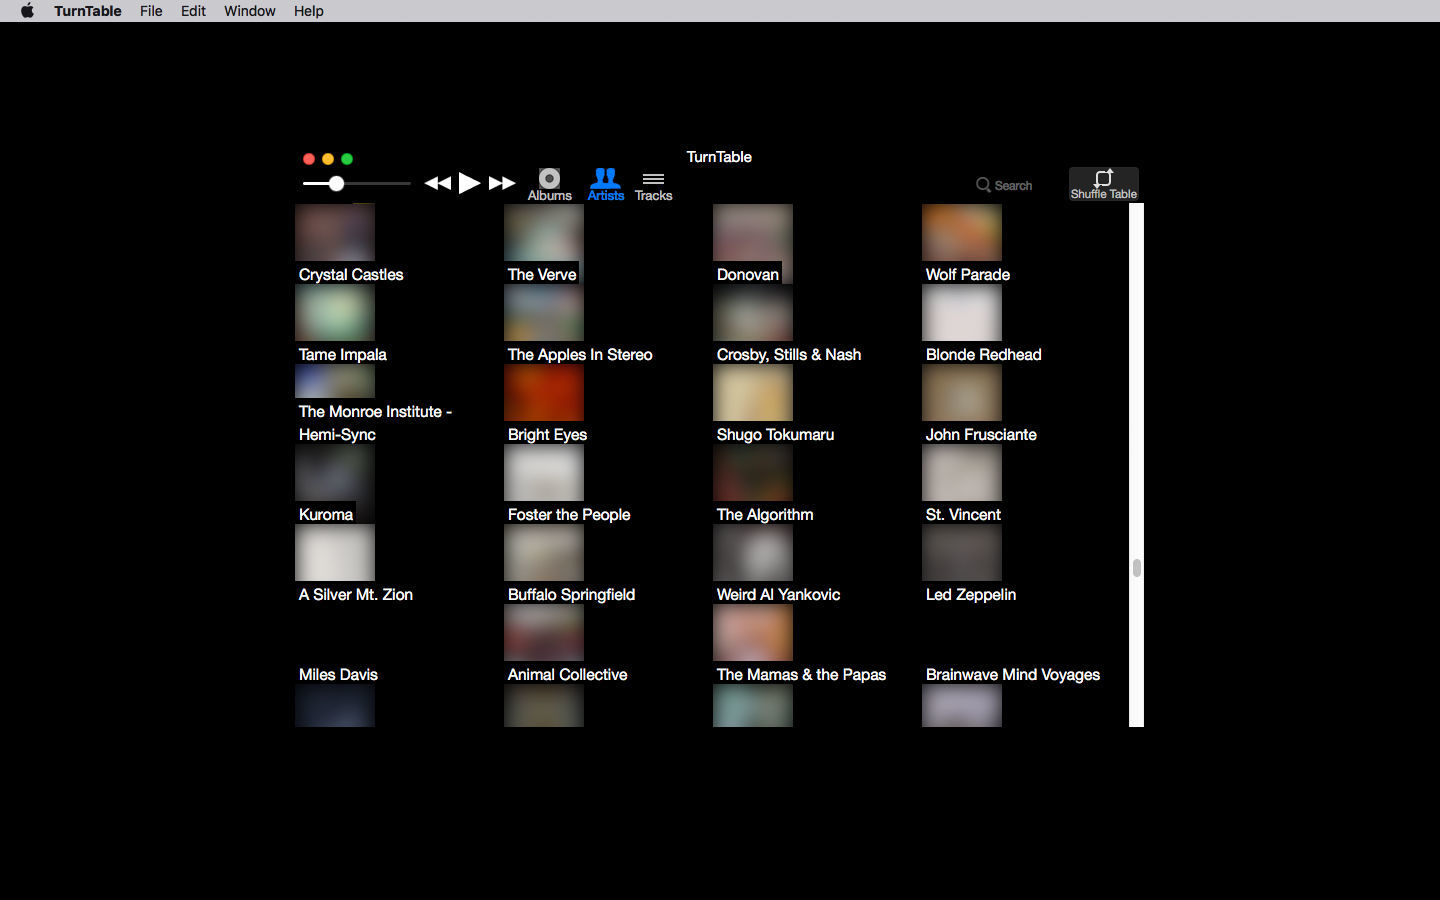 TurnTable File Edit Window Help
TurnTable
Albums Artists Tracks Search Shuffle Table
Crystal Castles The Verve Donovan Wolf Parade
Tame Impala The Apples In Stereo Crosby, Stills & Nash Blonde Redhead
The Monroe Institute -
Hemi-Sync Bright Eyes Shugo Tokumaru John Frusciante
Kuroma Foster the People The Algorithm St. Vincent
A Silver Mt. Zion Buffalo Springfield Weird Al Yankovic Led Zeppelin
Miles Davis Animal Collective The Mamas & the Papas Brainwave Mind Voyages